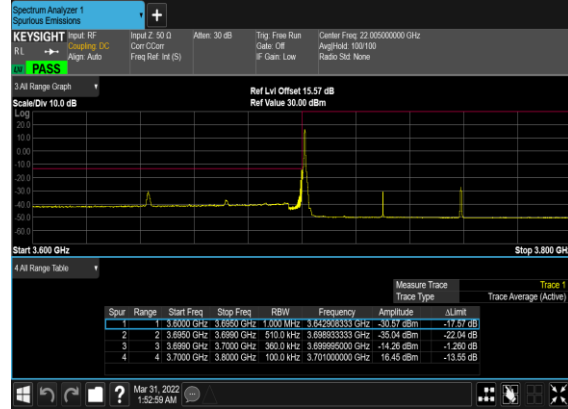 Spectrum Analyzer 1
Spurious Emissions
KEYSIGHT Input: RF Input Z: 50 Ω Atten: 30 dB Trig: Free Run Center Freq: 22.005000000 GHz
RL Coupling: DC Corr CCorr Gate: Off Avg|Hold: 100/100
Align: Auto Freq Ref: Int (S) IF Gain: Low Radio Std: None
PASS
3 All Range Graph
Ref Lvl Offset 15.57 dB
Scale/Div 10.0 dB Ref Value 30.00 dBm
Log
20.0
10.0
0.00
-10.0
-20.0
-30.0
-40.0
-50.0
-60.0
Start 3.600 GHz Stop 3.800 GHz
4 All Range Table
Measure Trace Trace 1
Trace Type Trace Average (Active)
Spur Range Start Freq Stop Freq RBW Frequency Amplitude ΔLimit
1 1 3.6000 GHz 3.6950 GHz 1.000 MHz 3.642908333 GHz -30.57 dBm -17.57 dB
2 2 3.6950 GHz 3.6990 GHz 510.0 kHz 3.698933333 GHz -35.04 dBm -22.04 dB
3 3 3.6990 GHz 3.7000 GHz 360.0 kHz 3.699995000 GHz -14.26 dBm -1.260 dB
4 4 3.7000 GHz 3.8000 GHz 100.0 kHz 3.701000000 GHz 16.45 dBm -13.55 dB
Mar 31, 2022
1:52:59 AM